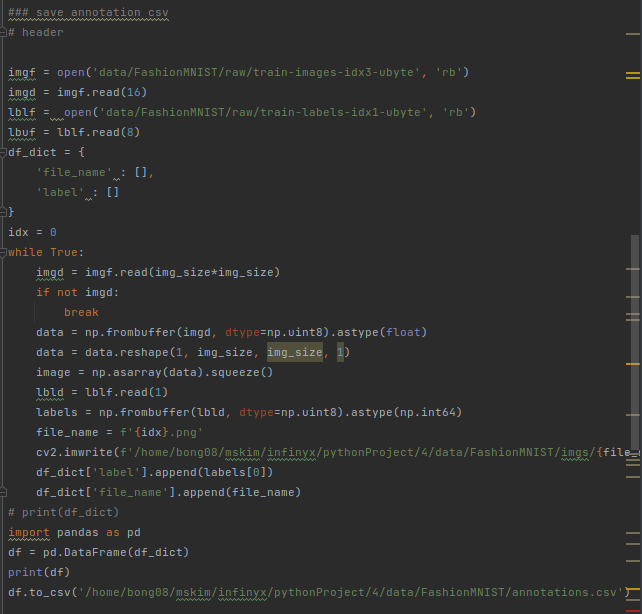 ### save annotation csv
# header
imgf = open('data/FashionMNIST/raw/train-images-idx3-ubyte', 'rb')
imgd = imgf.read(16)
lblf =  open('data/FashionMNIST/raw/train-labels-idx1-ubyte', 'rb')
lbuf = lblf.read(8)
df_dict = {
    'file_name' : [],
    'label' : []
}
idx = 0
while True:
    imgd = imgf.read(img_size*img_size)
    if not imgd:
        break
    data = np.frombuffer(imgd, dtype=np.uint8).astype(float)
    data = data.reshape(1, img_size, img_size, 1)
    image = np.asarray(data).squeeze()
    lbld = lblf.read(1)
    labels = np.frombuffer(lbld, dtype=np.uint8).astype(np.int64)
    file_name = f'{idx}.png'
    cv2.imwrite(f'/home/bong08/mskim/infinyx/pythonProject/4/data/FashionMNIST/imgs/{file_
    df_dict['label'].append(labels[0])
    df_dict['file_name'].append(file_name)
# print(df_dict)
import pandas as pd
df = pd.DataFrame(df_dict)
print(df)
df.to_csv('/home/bong08/mskim/infinyx/pythonProject/4/data/FashionMNIST/annotations.csv')